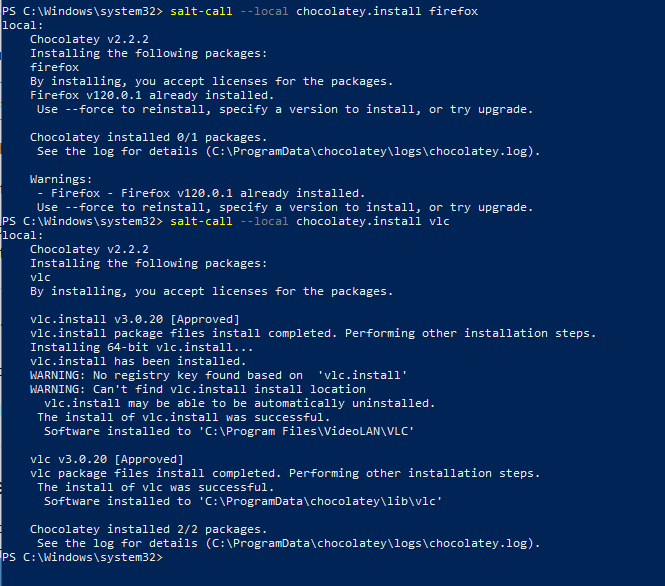 PS C:\Windows\system32> salt-call --local chocolatey.install firefox
local:
    Chocolatey v2.2.2
    Installing the following packages:
    firefox
    By installing, you accept licenses for the packages.
    Firefox v120.0.1 already installed.
     Use --force to reinstall, specify a version to install, or try upgrade.

    Chocolatey installed 0/1 packages.
     See the log for details (C:\ProgramData\chocolatey\logs\chocolatey.log).

    Warnings:
     - Firefox - Firefox v120.0.1 already installed.
     Use --force to reinstall, specify a version to install, or try upgrade.
PS C:\Windows\system32> salt-call --local chocolatey.install vlc
local:
    Chocolatey v2.2.2
    Installing the following packages:
    vlc
    By installing, you accept licenses for the packages.

    vlc.install v3.0.20 [Approved]
    vlc.install package files install completed. Performing other installation steps.
    Installing 64-bit vlc.install...
    vlc.install has been installed.
    WARNING: No registry key found based on  'vlc.install'
    WARNING: Can't find vlc.install install location
      vlc.install may be able to be automatically uninstalled.
     The install of vlc.install was successful.
      Software installed to 'C:\Program Files\VideoLAN\VLC'

    vlc v3.0.20 [Approved]
    vlc package files install completed. Performing other installation steps.
     The install of vlc was successful.
      Software installed to 'C:\ProgramData\chocolatey\lib\vlc'

    Chocolatey installed 2/2 packages.
     See the log for details (C:\ProgramData\chocolatey\logs\chocolatey.log).
PS C:\Windows\system32>